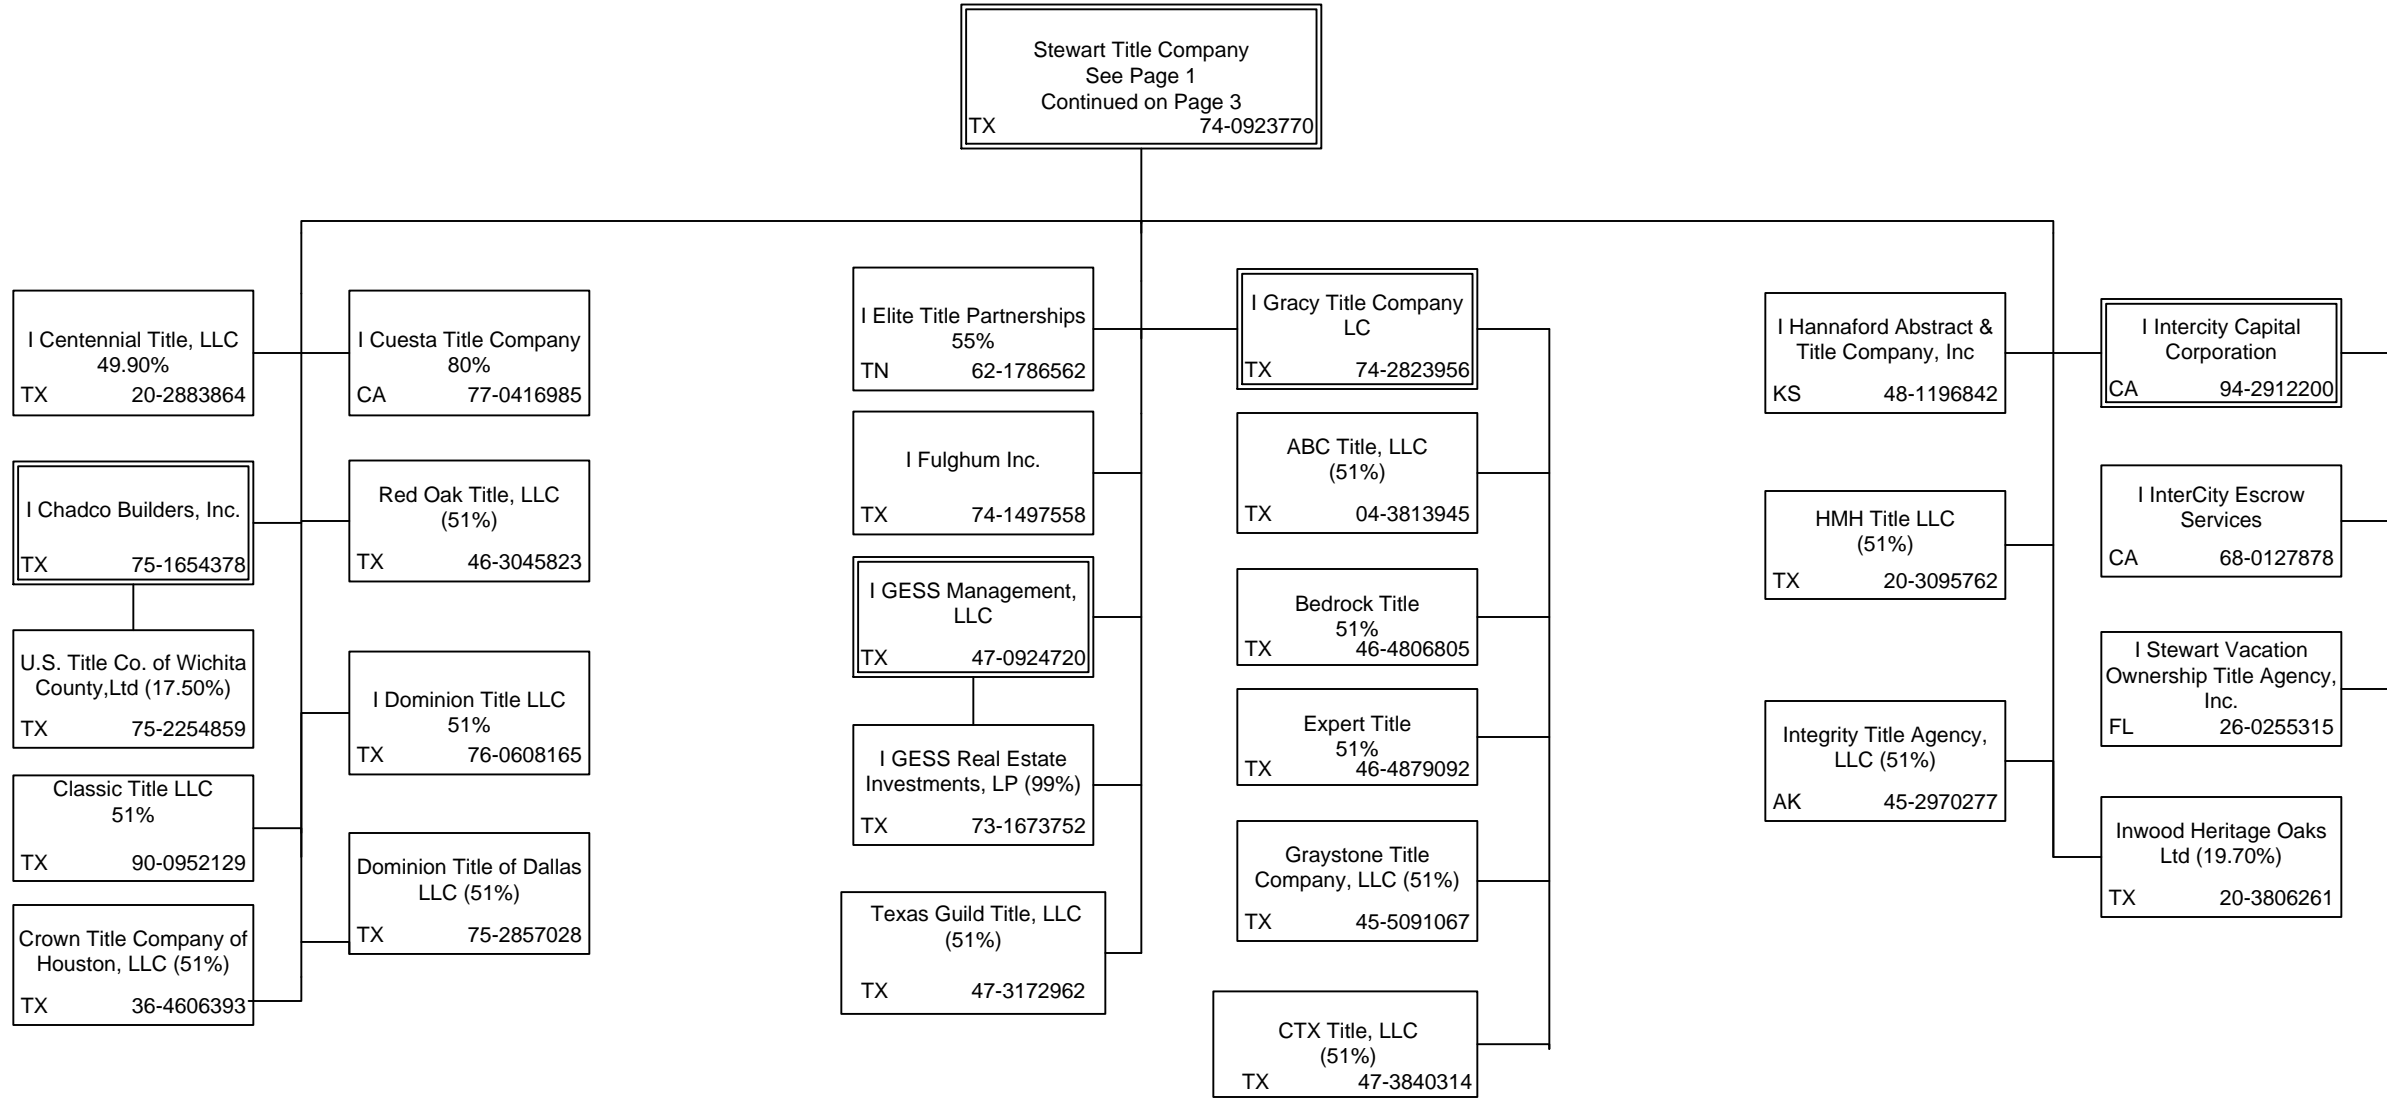 Stewart Title Company
See Page 1
Continued on Page 3
TX 74-0923770
I Centennial Title, LLC
49.90%
TX 20-2883864
I Cuesta Title Company
80%
CA 77-0416985
I Chadco Builders, Inc.
TX 75-1654378
Red Oak Title, LLC
(51%)
TX 46-3045823
U.S. Title Co. of Wichita
County,Ltd (17.50%)
TX 75-2254859
I Dominion Title LLC
51%
TX 76-0608165
Classic Title LLC
51%
TX 90-0952129
Dominion Title of Dallas
LLC (51%)
TX 75-2857028
Crown Title Company of
Houston, LLC (51%)
TX 36-4606393
I Elite Title Partnerships
55%
TN 62-1786562
I Fulghum Inc.
TX 74-1497558
I GESS Management,
LLC
TX 47-0924720
I GESS Real Estate
Investments, LP (99%)
TX 73-1673752
Texas Guild Title, LLC
(51%)
TX 47-3172962
I Gracy Title Company
LC
TX 74-2823956
ABC Title, LLC
(51%)
TX 04-3813945
Bedrock Title
51%
TX 46-4806805
Expert Title
51%
TX 46-4879092
Graystone Title
Company, LLC (51%)
TX 45-5091067
CTX Title, LLC
(51%)
TX 47-3840314
I Hannaford Abstract &
Title Company, Inc
KS 48-1196842
HMH Title LLC
(51%)
TX 20-3095762
Integrity Title Agency,
LLC (51%)
AK 45-2970277
I Intercity Capital
Corporation
CA 94-2912200
I InterCity Escrow
Services
CA 68-0127878
I Stewart Vacation
Ownership Title Agency,
Inc.
FL 26-0255315
Inwood Heritage Oaks
Ltd (19.70%)
TX 20-3806261